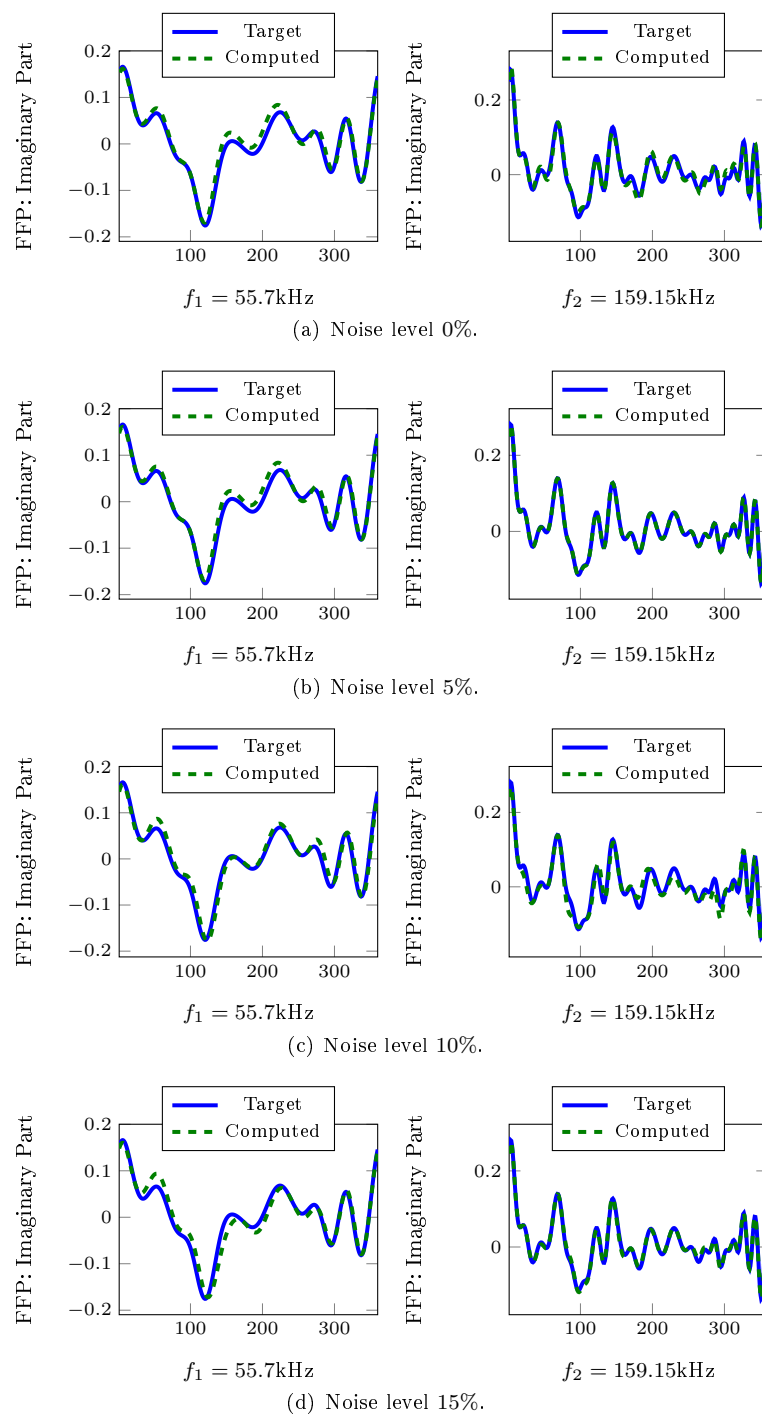 Target
Computed
FFP: Imaginary Part
0.2
0.1
0
−0.1
−0.2
100 200 300
f₁ = 55.7kHz
Target
Computed
FFP: Imaginary Part
0.2
0
100 200 300
f₂ = 159.15kHz
(a) Noise level 0%.
Target
Computed
FFP: Imaginary Part
0.2
0.1
0
−0.1
−0.2
100 200 300
f₁ = 55.7kHz
Target
Computed
FFP: Imaginary Part
0.2
0
100 200 300
f₂ = 159.15kHz
(b) Noise level 5%.
Target
Computed
FFP: Imaginary Part
0.2
0.1
0
−0.1
−0.2
100 200 300
f₁ = 55.7kHz
Target
Computed
FFP: Imaginary Part
0.2
0
100 200 300
f₂ = 159.15kHz
(c) Noise level 10%.
Target
Computed
FFP: Imaginary Part
0.2
0.1
0
−0.1
−0.2
100 200 300
f₁ = 55.7kHz
Target
Computed
FFP: Imaginary Part
0.2
0
100 200 300
f₂ = 159.15kHz
(d) Noise level 15%.